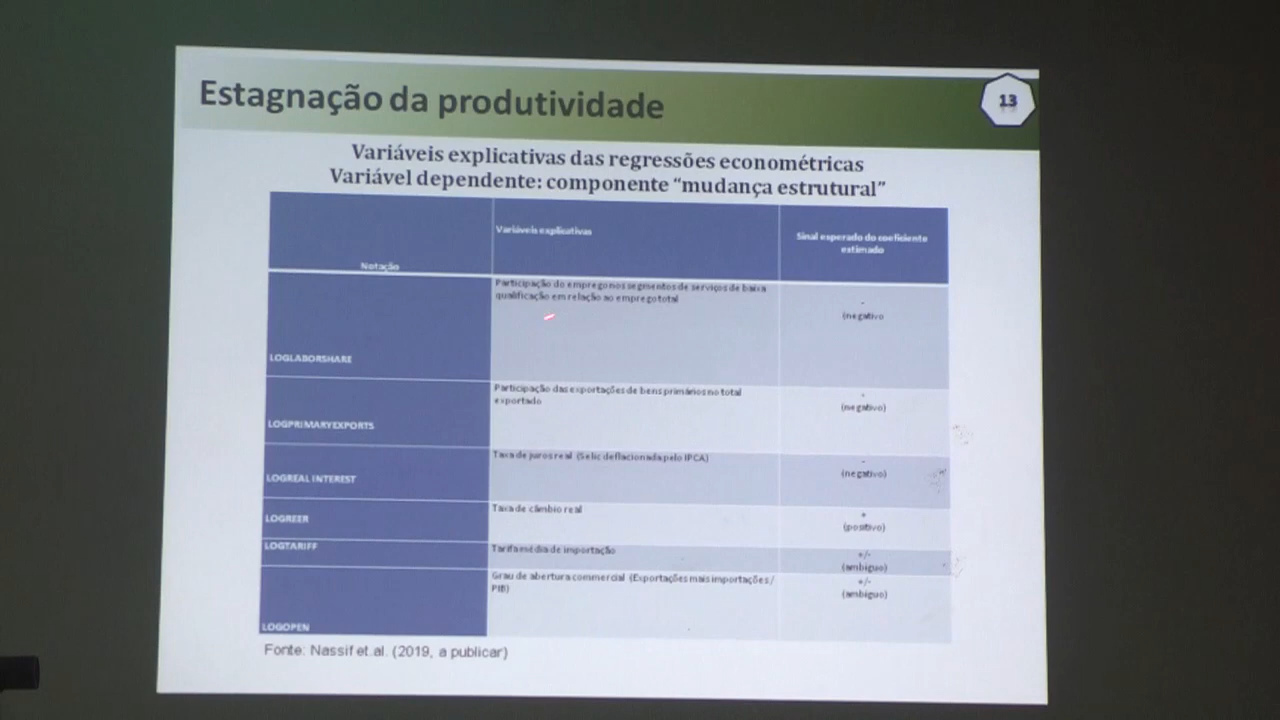 Estagnação da produtividade
13
Variáveis explicativas das regressões econométricas
Variável dependente: componente “mudança estrutural”
Notação
Variáveis explicativas
Sinal esperado do coeficiente
estimado
LOGLABORSHARE
Participação do emprego nos segmentos de serviços de baixa
qualificação em relação ao emprego total
-
(negativo
LOGPRIMARYEXPORTS
Participação das exportações de bens primários no total
exportado
-
(negativo)
LOGREAL INTEREST
Taxa de juros real (Selic deflacionada pelo IPCA)
-
(negativo)
LOGREER
Taxa de câmbio real
+
(positivo)
LOGTARIFF
Tarifa média de importação
+/-
(ambíguo)
LOGOPEN
Grau de abertura commercial (Exportações mais importações /
PIB)
+/-
(ambíguo)
Fonte: Nassif et.al. (2019, a publicar)